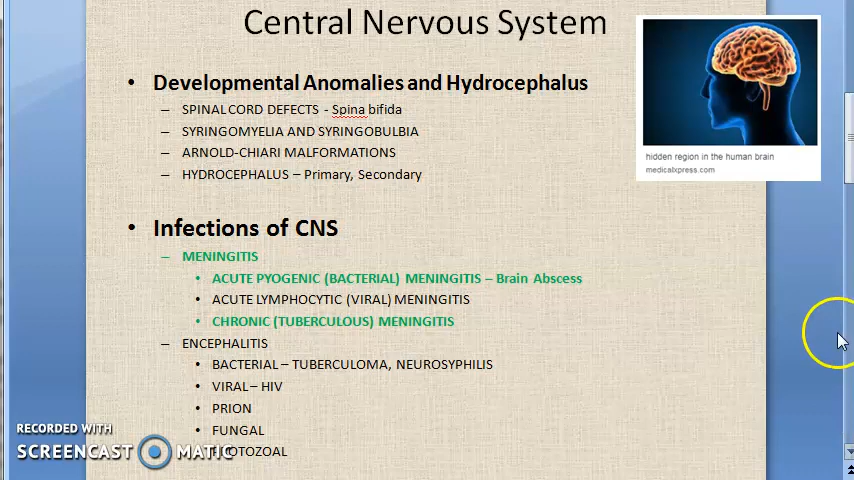 Central Nervous System
• Developmental Anomalies and Hydrocephalus
– SPINAL CORD DEFECTS - Spina bifida
– SYRINGOMYELIA AND SYRINGOBULBIA
– ARNOLD-CHIARI MALFORMATIONS
– HYDROCEPHALUS – Primary, Secondary
hidden region in the human brain
medicalxpress.com
• Infections of CNS
– MENINGITIS
• ACUTE PYOGENIC (BACTERIAL) MENINGITIS – Brain Abscess
• ACUTE LYMPHOCYTIC (VIRAL) MENINGITIS
• CHRONIC (TUBERCULOUS) MENINGITIS
– ENCEPHALITIS
• BACTERIAL – TUBERCULOMA, NEUROSYPHILIS
• VIRAL – HIV
• PRION
• FUNGAL
PROTOZOAL
RECORDED WITH
SCREENCAST MATIC